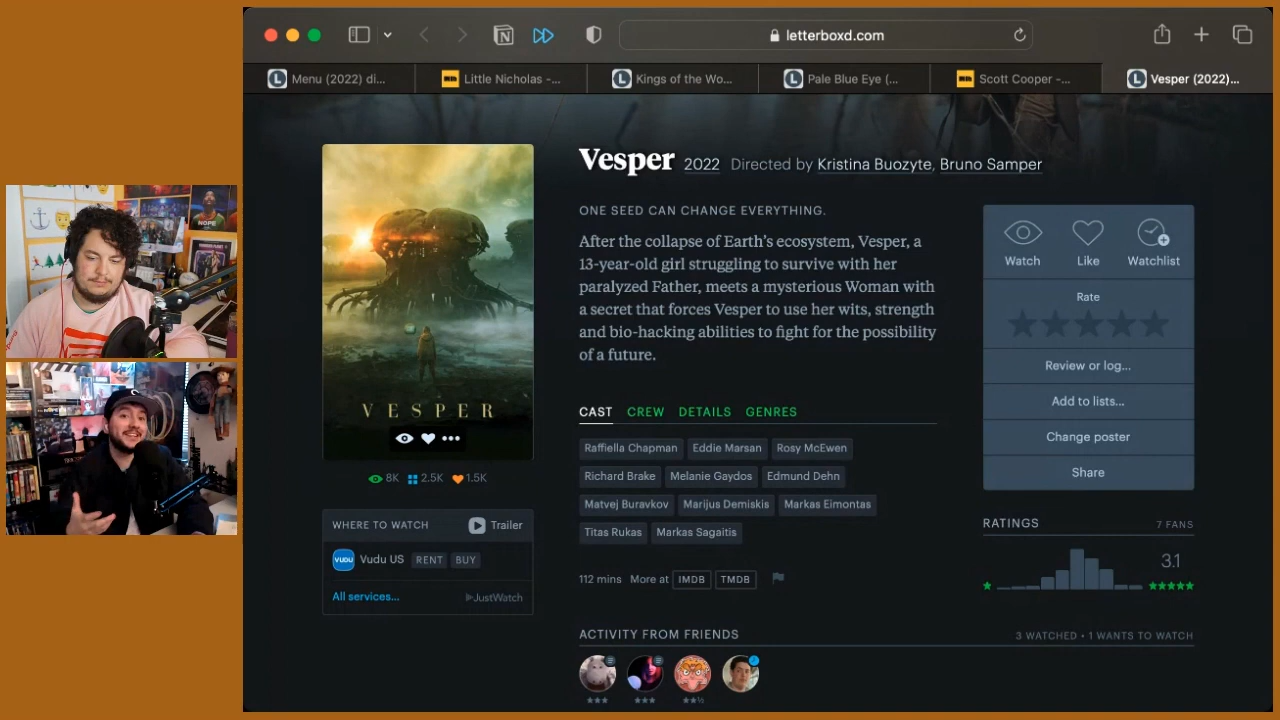 letterboxd.com
Menu (2022) di...
Little Nicholas -...
Kings of the Wo...
Pale Blue Eye (...
Scott Cooper -...
Vesper (2022)...
Vesper 2022 Directed by Kristina Buozyte, Bruno Samper
ONE SEED CAN CHANGE EVERYTHING.
After the collapse of Earth's ecosystem, Vesper, a
13-year-old girl struggling to survive with her
paralyzed Father, meets a mysterious Woman with
a secret that forces Vesper to use her wits, strength
and bio-hacking abilities to fight for the possibility
of a future.
CAST CREW DETAILS GENRES
Raffiella Chapman Eddie Marsan Rosy McEwen
Richard Brake Melanie Gaydos Edmund Dehn
Matvej Buravkov Marijus Demiskis Markas Eimontas
Titas Rukas Markas Sagaitis
112 mins More at IMDB TMDB
ACTIVITY FROM FRIENDS
3 WATCHED • 1 WANTS TO WATCH
★★★ ★★★ ★★½
VESPER
8K 2.5K 1.5K
WHERE TO WATCH Trailer
VUDU Vudu US RENT BUY
All services... JustWatch
Watch Like Watchlist
Rate
Review or log...
Add to lists...
Change poster
Share
RATINGS 7 FANS
3.1
NOPE